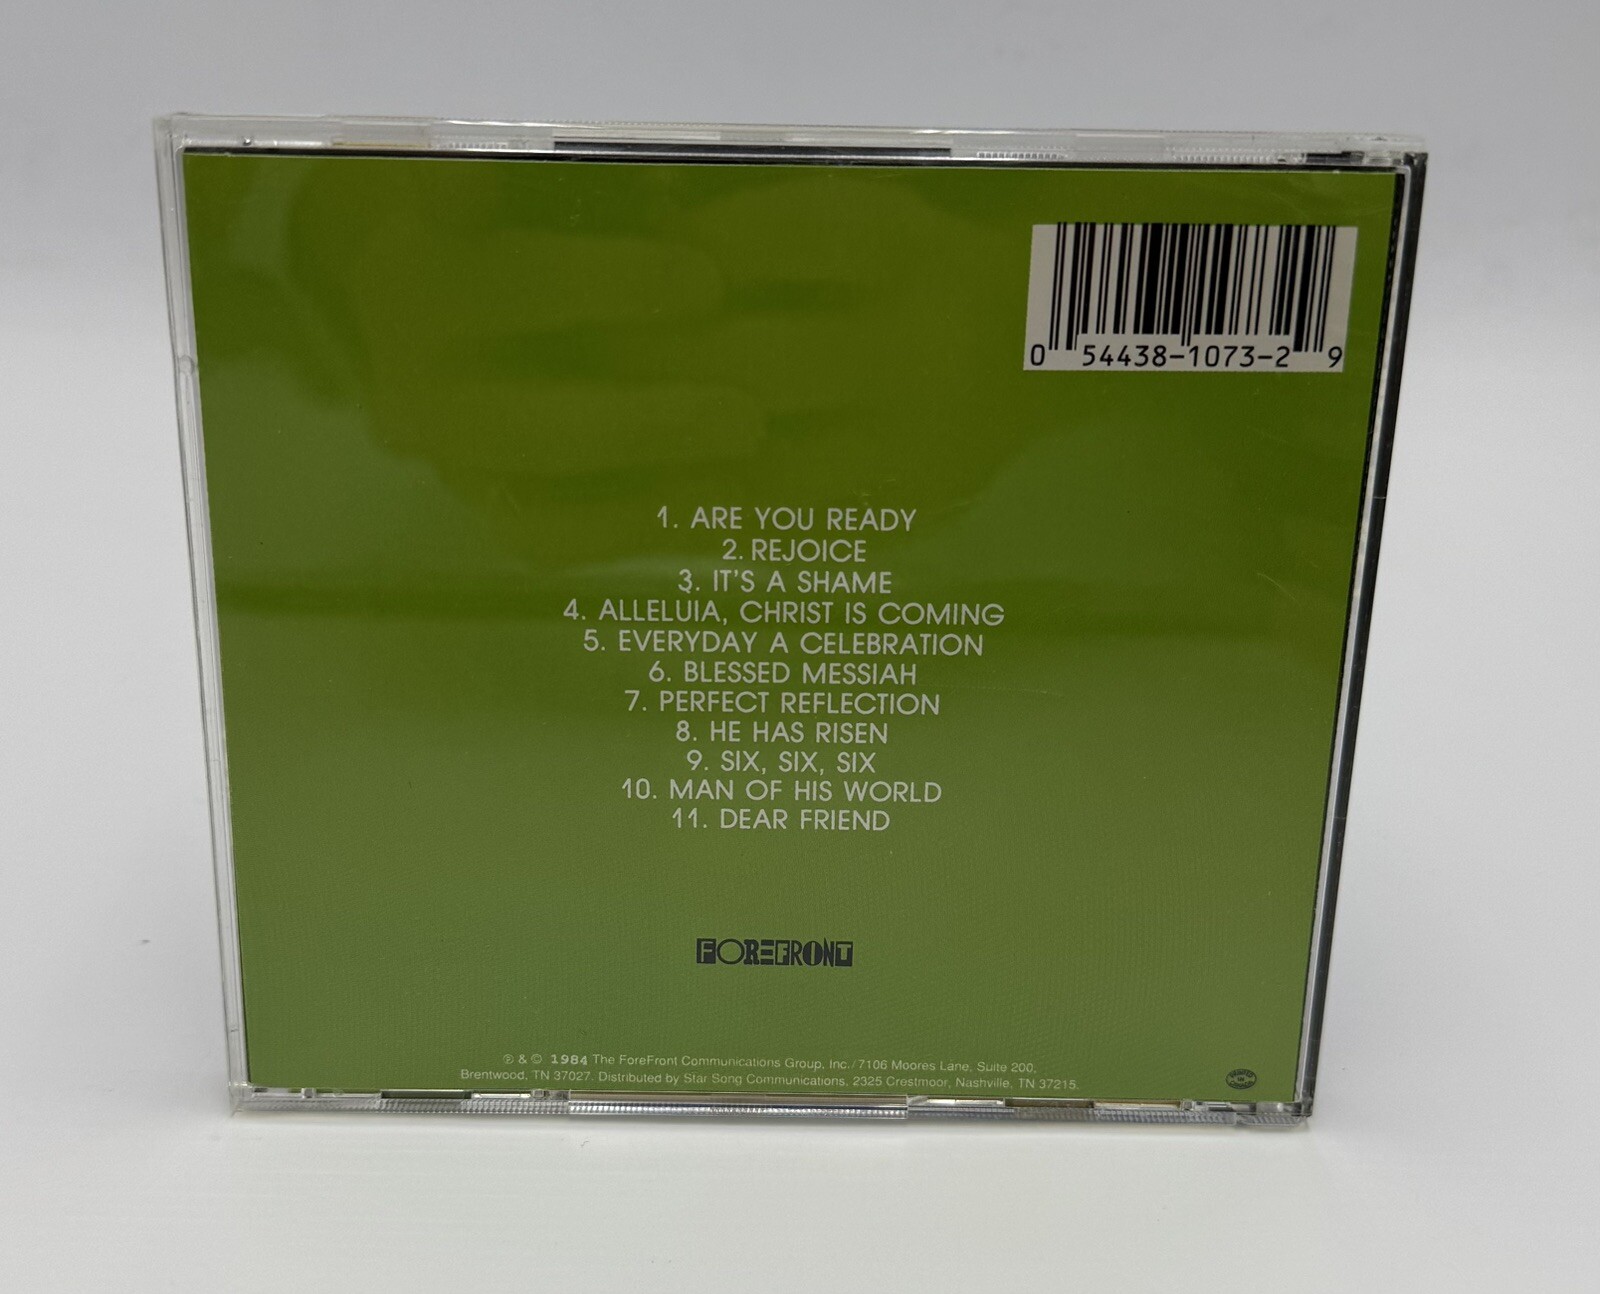 0 54438-1073-2 9
1. ARE YOU READY
2. REJOICE
3. IT'S A SHAME
4. ALLELUIA, CHRIST IS COMING
5. EVERYDAY A CELEBRATION
6. BLESSED MESSIAH
7. PERFECT REFLECTION
8. HE HAS RISEN
9. SIX, SIX, SIX
10. MAN OF HIS WORLD
11. DEAR FRIEND
FOREFRONT
℗ & © 1984 The ForeFront Communications Group, Inc./7106 Moores Lane, Suite 200,
Brentwood, TN 37027. Distributed by Star Song Communications, 2325 Crestmoor, Nashville, TN 37215.